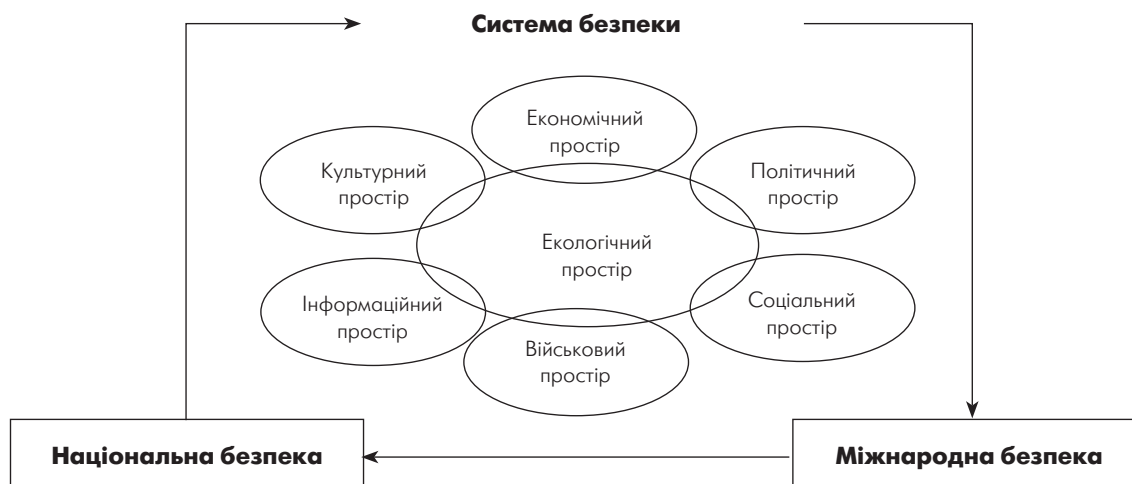 Система безпеки
Економічний
простір
Культурний
простір
Політичний
простір
Екологічний
простір
Інформаційний
простір
Соціальний
простір
Військовий
простір
Національна безпека
Міжнародна безпека